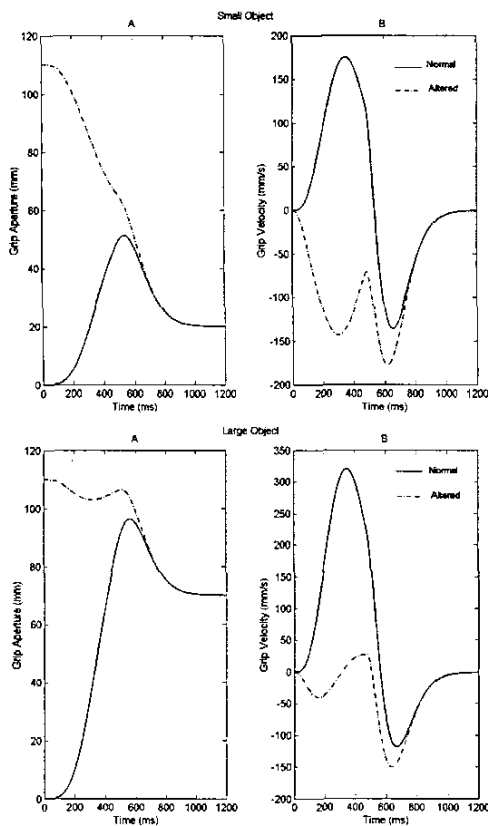 Small Object
A
B
120
100
80
60
40
20
0
Grip Aperture (mm)
0 200 400 600 800 1000 1200
Time (ms)
200
150
100
50
0
-50
-100
-150
-200
Grip Velocity (mm/s)
Normal
Altered
0 200 400 600 800 1000 1200
Time (ms)
Large Object
A
B
120
100
80
60
40
20
0
Grip Aperture (mm)
0 200 400 600 800 1000 1200
Time (ms)
350
300
250
200
150
100
50
0
-50
-100
-150
-200
Grip Velocity (mm/s)
Normal
Altered
0 200 400 600 800 1000 1200
Time (ms)